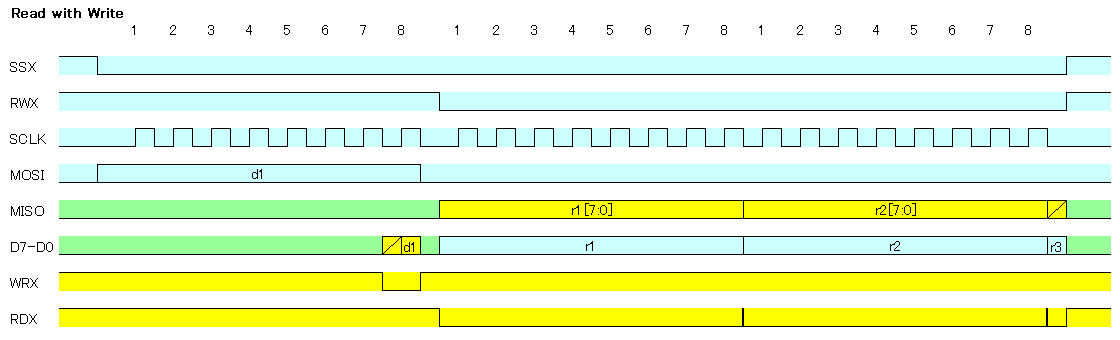 Read with Write
1 2 3 4 5 6 7 8 1 2 3 4 5 6 7 8 1 2 3 4 5 6 7 8
SSX
RWX
SCLK
MOSI d1
MISO r1[7:0] r2[7:0]
D7-D0 d1 r1 r2 r3
WRX
RDX